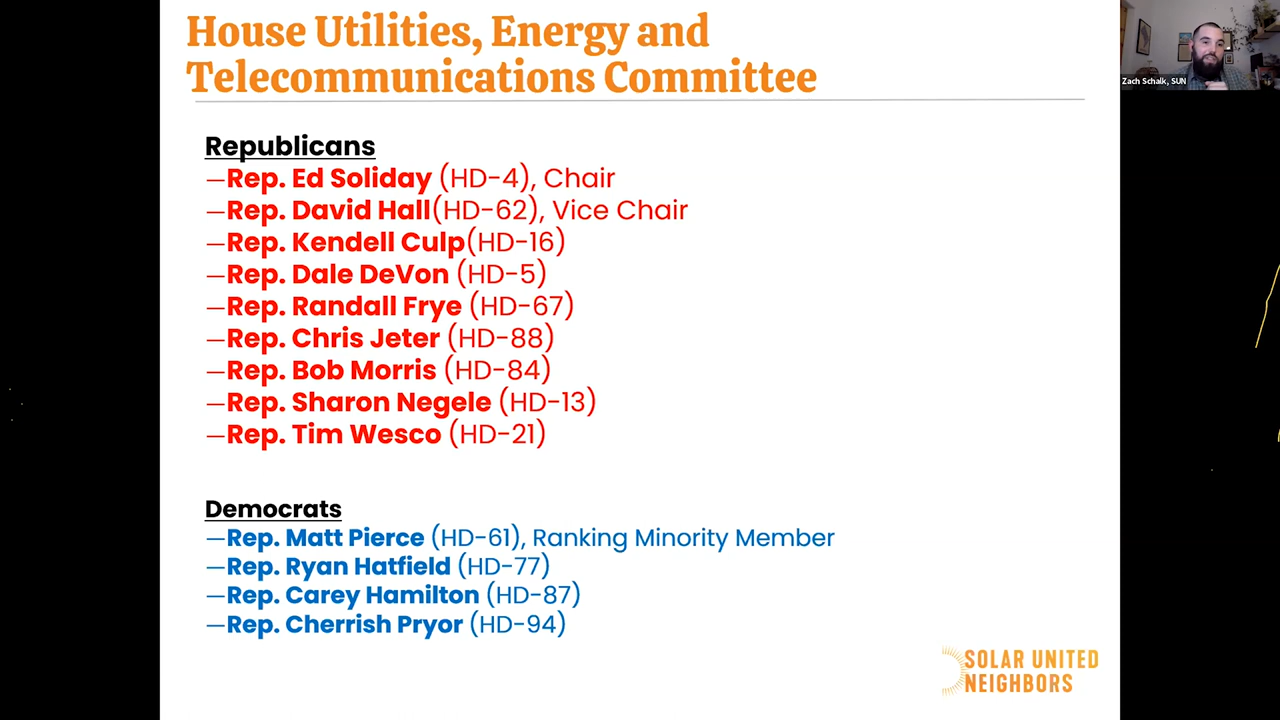 House Utilities, Energy and
Telecommunications Committee
Zach Schalk, SUN
Republicans
—Rep. Ed Soliday (HD-4), Chair
—Rep. David Hall(HD-62), Vice Chair
—Rep. Kendell Culp(HD-16)
—Rep. Dale DeVon (HD-5)
—Rep. Randall Frye (HD-67)
—Rep. Chris Jeter (HD-88)
—Rep. Bob Morris (HD-84)
—Rep. Sharon Negele (HD-13)
—Rep. Tim Wesco (HD-21)
Democrats
—Rep. Matt Pierce (HD-61), Ranking Minority Member
—Rep. Ryan Hatfield (HD-77)
—Rep. Carey Hamilton (HD-87)
—Rep. Cherrish Pryor (HD-94)
SOLAR UNITED
NEIGHBORS